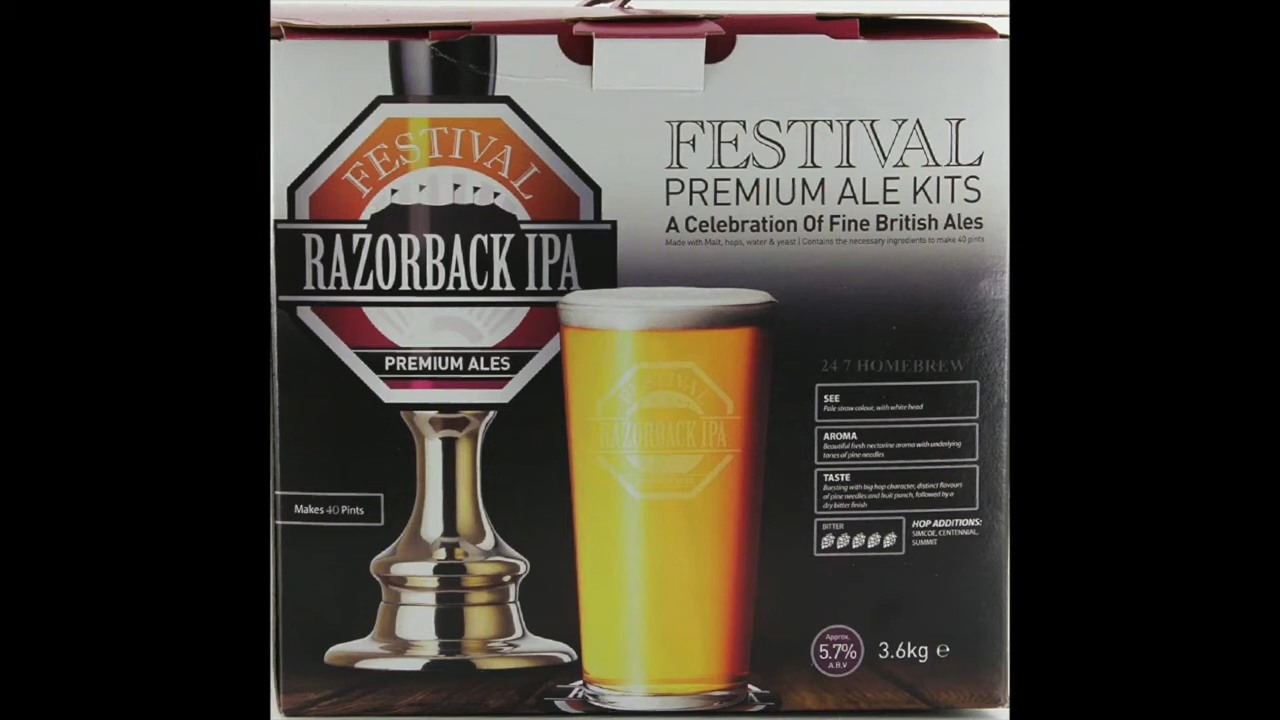 FESTIVAL
RAZORBACK IPA
PREMIUM ALES
FESTIVAL
PREMIUM ALE KITS
A Celebration Of Fine British Ales
Made with Malt, hops, water & yeast | Contains the necessary ingredients to make 40 pints
FESTIVAL
RAZORBACK IPA
24 7 HOMEBREW
SEE
Pale straw colour, with white head
AROMA
Beautiful fresh nectarine aroma with underlying
tones of pine needles
TASTE
Bursting with big hop character, distinct flavours
of pine needles and fruit punch, followed by a
dry bitter finish
BITTER
HOP ADDITIONS:
SIMCOE, CENTENNIAL,
SUMMIT
Makes 40 Pints
Approx.
5.7%
A.B.V
3.6kg e